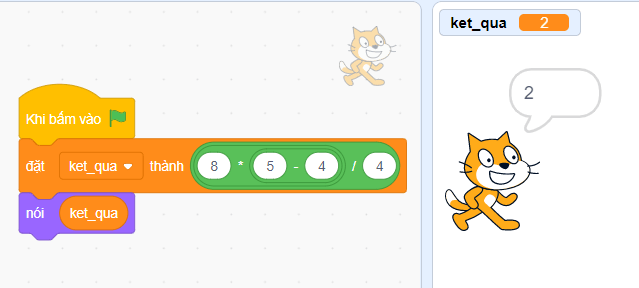 ket_qua 2
2
Khi bấm vào
đặt ket_qua thành 8 * 5 - 4 / 4
nói ket_qua